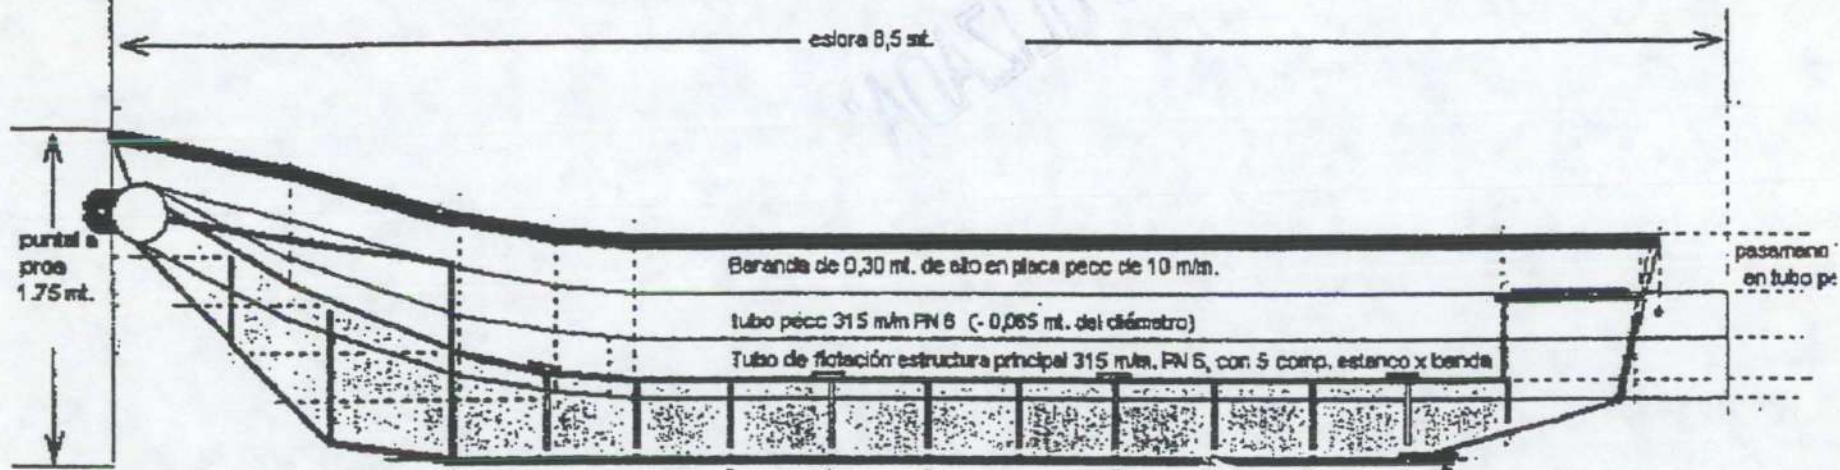 eslora 8,5 mt.
puntal a
proa
1.75 mt.
Baranda de 0,30 mt. de alto en placa pecc de 10 m/m.
pasamano
en tubo pe
tubo pecc 315 m/m PN 6 (- 0,065 mt. del diámetro)
Tubo de flotación estructura principal 315 m/m. PN 6, con 5 comp. estanco x banda